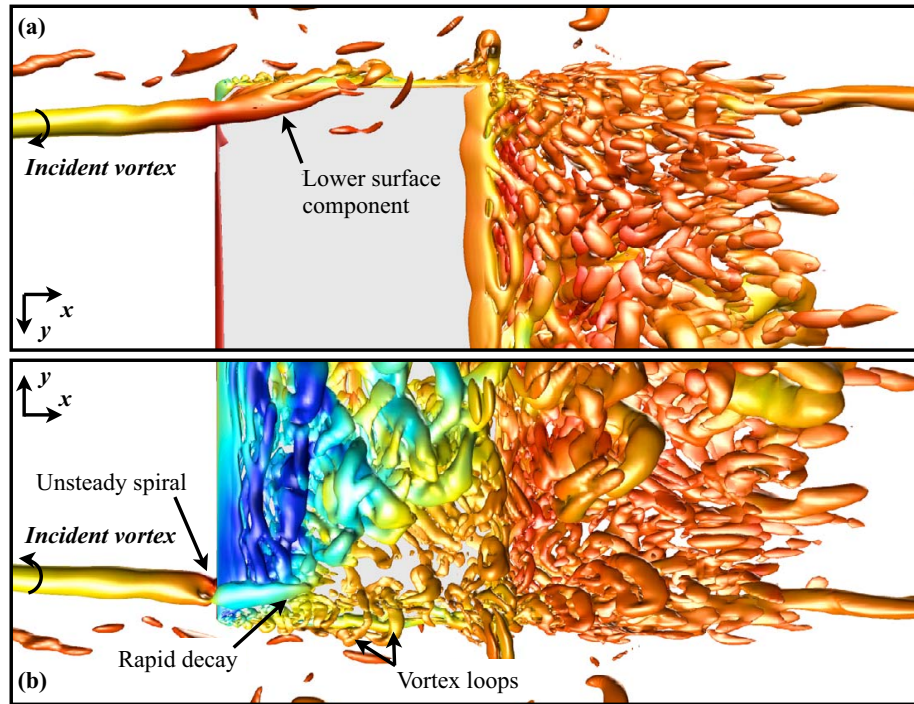 (a)
Incident vortex
Lower surface
component
x
y
y
x
Unsteady spiral
Incident vortex
Rapid decay
Vortex loops
(b)